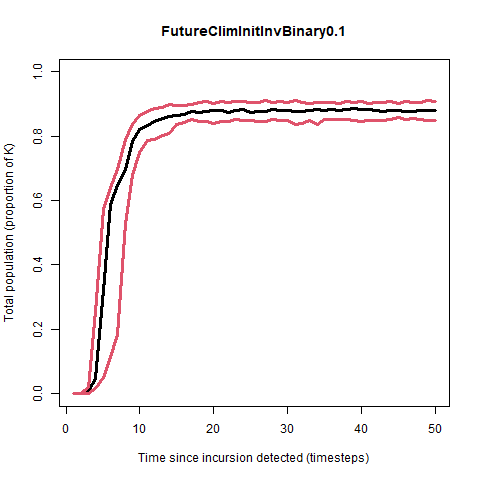 FutureClimInitInvBinary0.1
Total population (proportion of K)
1.0
0.8
0.6
0.4
0.2
0.0
0 10 20 30 40 50
Time since incursion detected (timesteps)